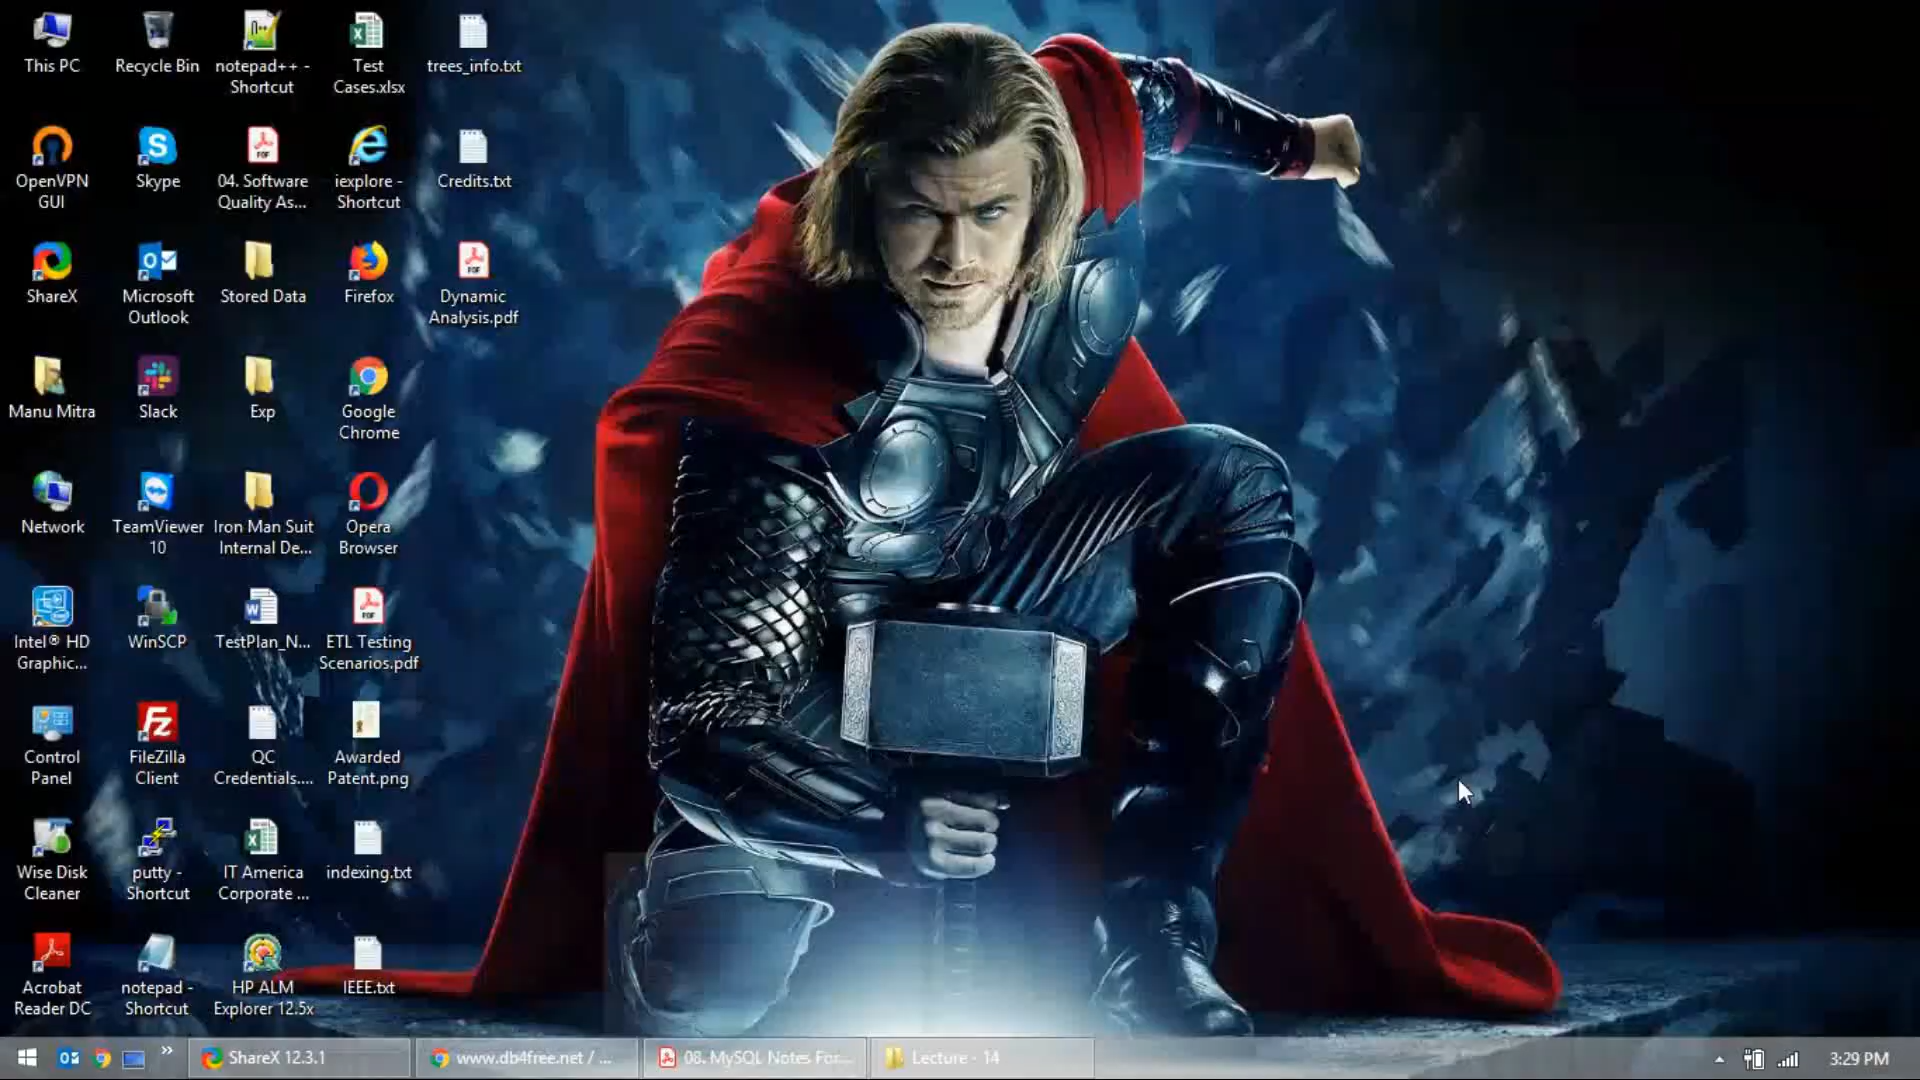 This PC
Recycle Bin
notepad++ -
Shortcut
Test
Cases.xlsx
trees_info.txt
OpenVPN
GUI
Skype
04. Software
Quality As...
iexplore -
Shortcut
Credits.txt
ShareX
Microsoft
Outlook
Stored Data
Firefox
Dynamic
Analysis.pdf
Manu Mitra
Slack
Exp
Google
Chrome
Network
TeamViewer
10
Iron Man Suit
Internal De...
Opera
Browser
Intel® HD
Graphic...
WinSCP
TestPlan_N...
ETL Testing
Scenarios.pdf
Control
Panel
FileZilla
Client
QC
Credentials....
Awarded
Patent.png
Wise Disk
Cleaner
putty -
Shortcut
IT America
Corporate ...
indexing.txt
Acrobat
Reader DC
notepad -
Shortcut
HP ALM
Explorer 12.5x
IEEE.txt
ShareX 12.3.1
www.db4free.net / ...
08. MySQL Notes For...
Lecture - 14
3:29 PM